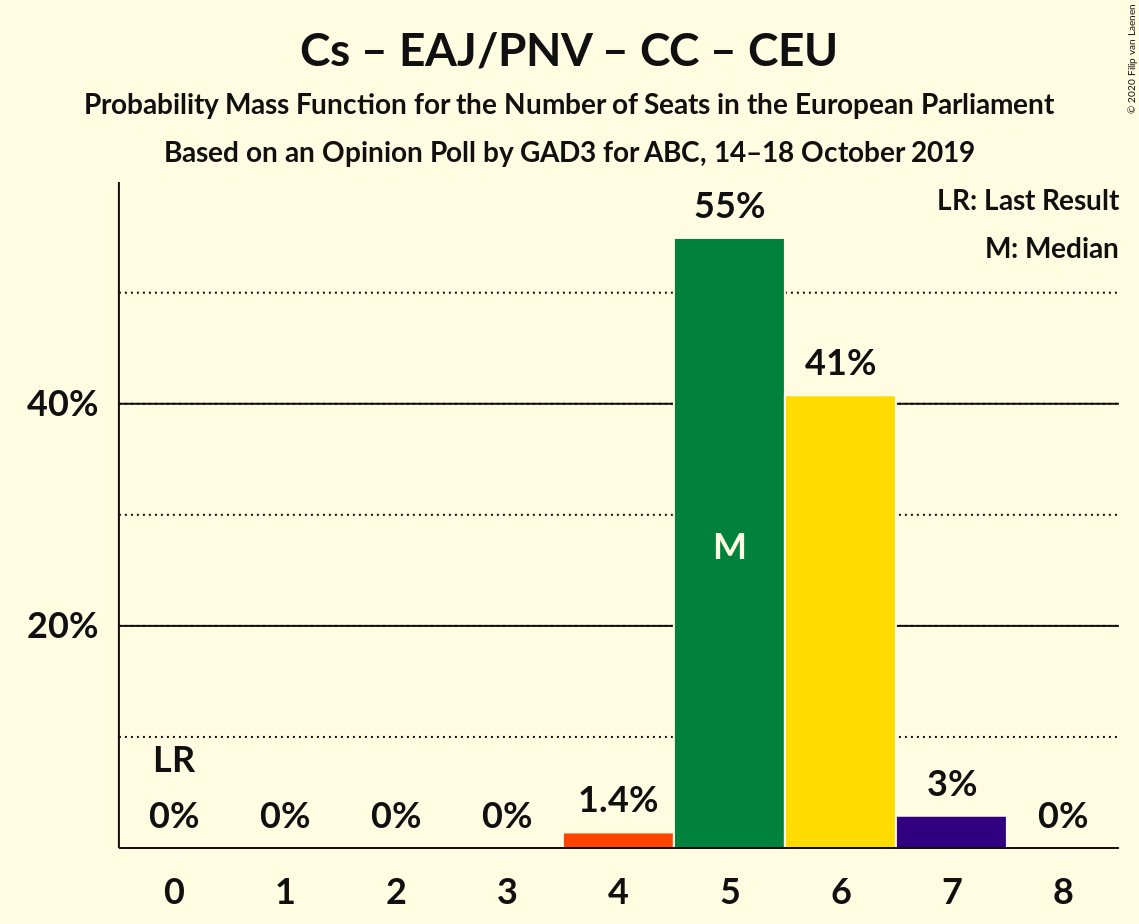 Cs – EAJ/PNV – CC – CEU
Probability Mass Function for the Number of Seats in the European Parliament
Based on an Opinion Poll by GAD3 for ABC, 14–18 October 2019
© 2020 Filip van Laenen
LR: Last Result
M: Median
55%
41%
40%
M
20%
LR
0% 0% 0% 0% 1.4% 3% 0%
0 1 2 3 4 5 6 7 8